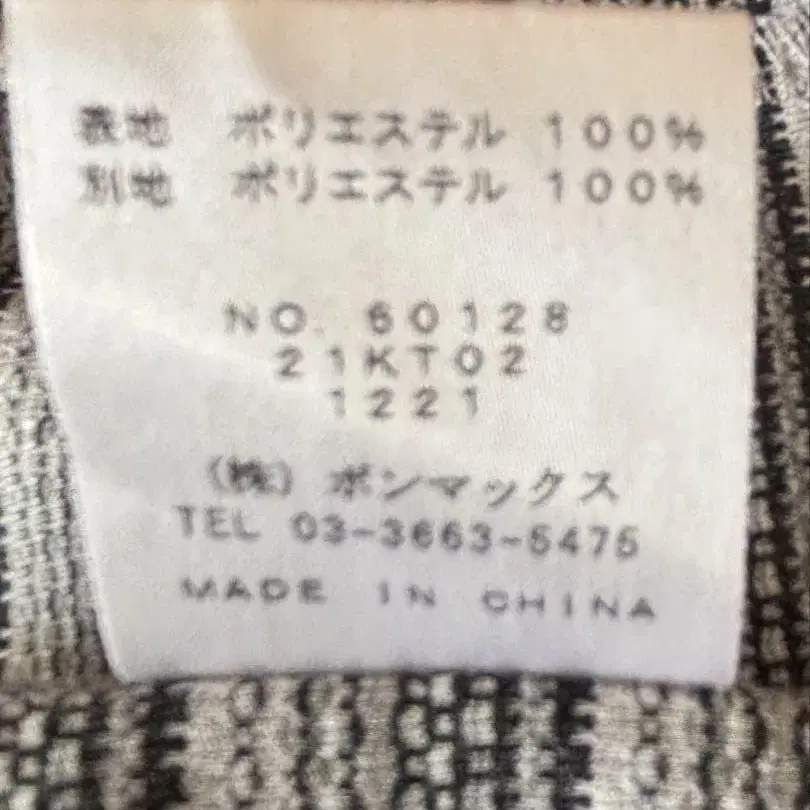 表地 ポリエステル 100%
別地 ポリエステル 100%
NO. 60128
21KT02
1221
(株) ボンマックス
TEL 03-3663-5475
MADE IN CHINA